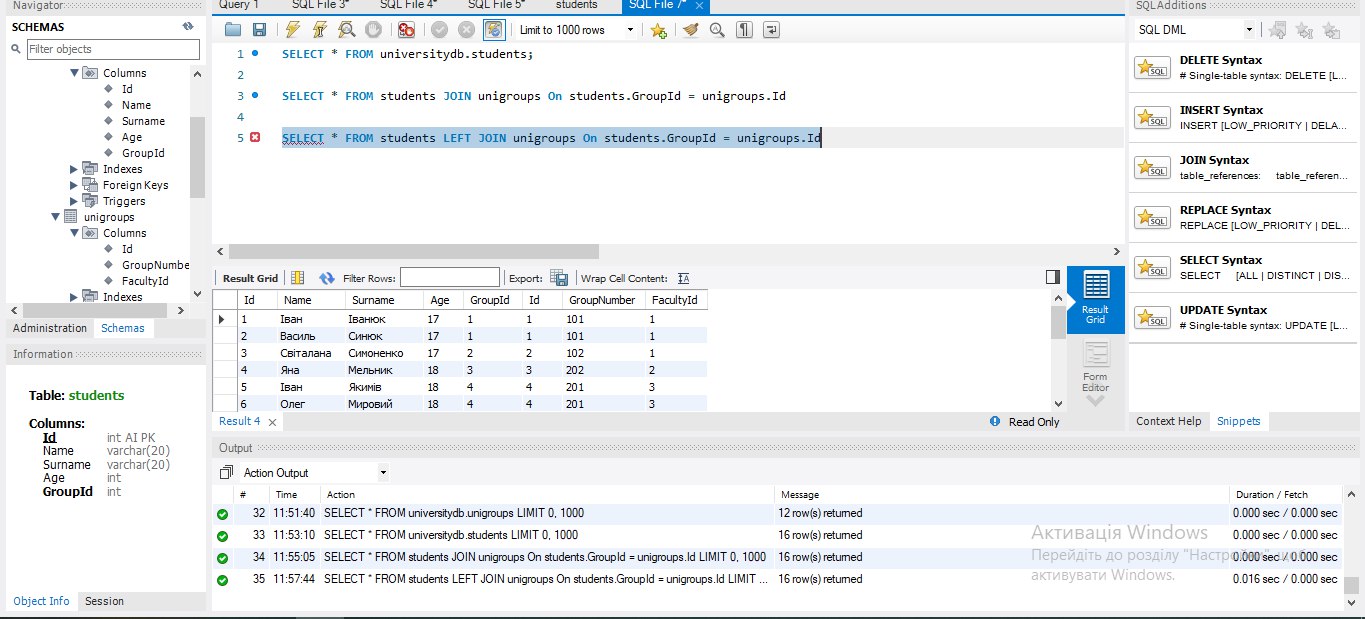 Navigator
Query 1
SQL File 3*
SQL File 4*
SQL File 5*
students
SQL File 7*
SQLAdditions
SCHEMAS
Filter objects
Limit to 1000 rows
SQL DML
Columns
Id
Name
Surname
Age
GroupId
Indexes
Foreign Keys
Triggers
unigroups
Columns
Id
GroupNumbe
FacultyId
Indexes
Administration Schemas
Information
Table: students
Columns:
Id int AI PK
Name varchar(20)
Surname varchar(20)
Age int
GroupId int
Object Info Session
1 SELECT * FROM universitydb.students;
2
3 SELECT * FROM students JOIN unigroups On students.GroupId = unigroups.Id
4
5 SELECT * FROM students LEFT JOIN unigroups On students.GroupId = unigroups.Id
Result Grid Filter Rows: Export: Wrap Cell Content:
Id Name Surname Age GroupId Id GroupNumber FacultyId
1 Іван Іванюк 17 1 1 101 1
2 Василь Синюк 17 1 1 101 1
3 Світалана Симоненко 17 2 2 102 1
4 Яна Мельник 18 3 3 202 2
5 Іван Якимів 18 4 4 201 3
6 Олег Мировий 18 4 4 201 3
Result
Grid
Form
Editor
Result 4 Read Only
DELETE Syntax
# Single-table syntax: DELETE [L...
INSERT Syntax
INSERT [LOW_PRIORITY | DELA...
JOIN Syntax
table_references: table_referen...
REPLACE Syntax
REPLACE [LOW_PRIORITY | DEL...
SELECT Syntax
SELECT [ALL | DISTINCT | DIS...
UPDATE Syntax
# Single-table syntax: UPDATE [L...
Context Help Snippets
Output
Action Output
# Time Action Message Duration / Fetch
32 11:51:40 SELECT * FROM universitydb.unigroups LIMIT 0, 1000 12 row(s) returned 0.000 sec / 0.000 sec
33 11:53:10 SELECT * FROM universitydb.students LIMIT 0, 1000 16 row(s) returned 0.000 sec / 0.000 sec
34 11:55:05 SELECT * FROM students JOIN unigroups On students.GroupId = unigroups.Id LIMIT 0, 1000 16 row(s) returned 0.000 sec / 0.000 sec
35 11:57:44 SELECT * FROM students LEFT JOIN unigroups On students.GroupId = unigroups.Id LIMIT ... 16 row(s) returned 0.016 sec / 0.000 sec
Активація Windows
Перейдіть до розділу "Настройки", щоб
активувати Windows.